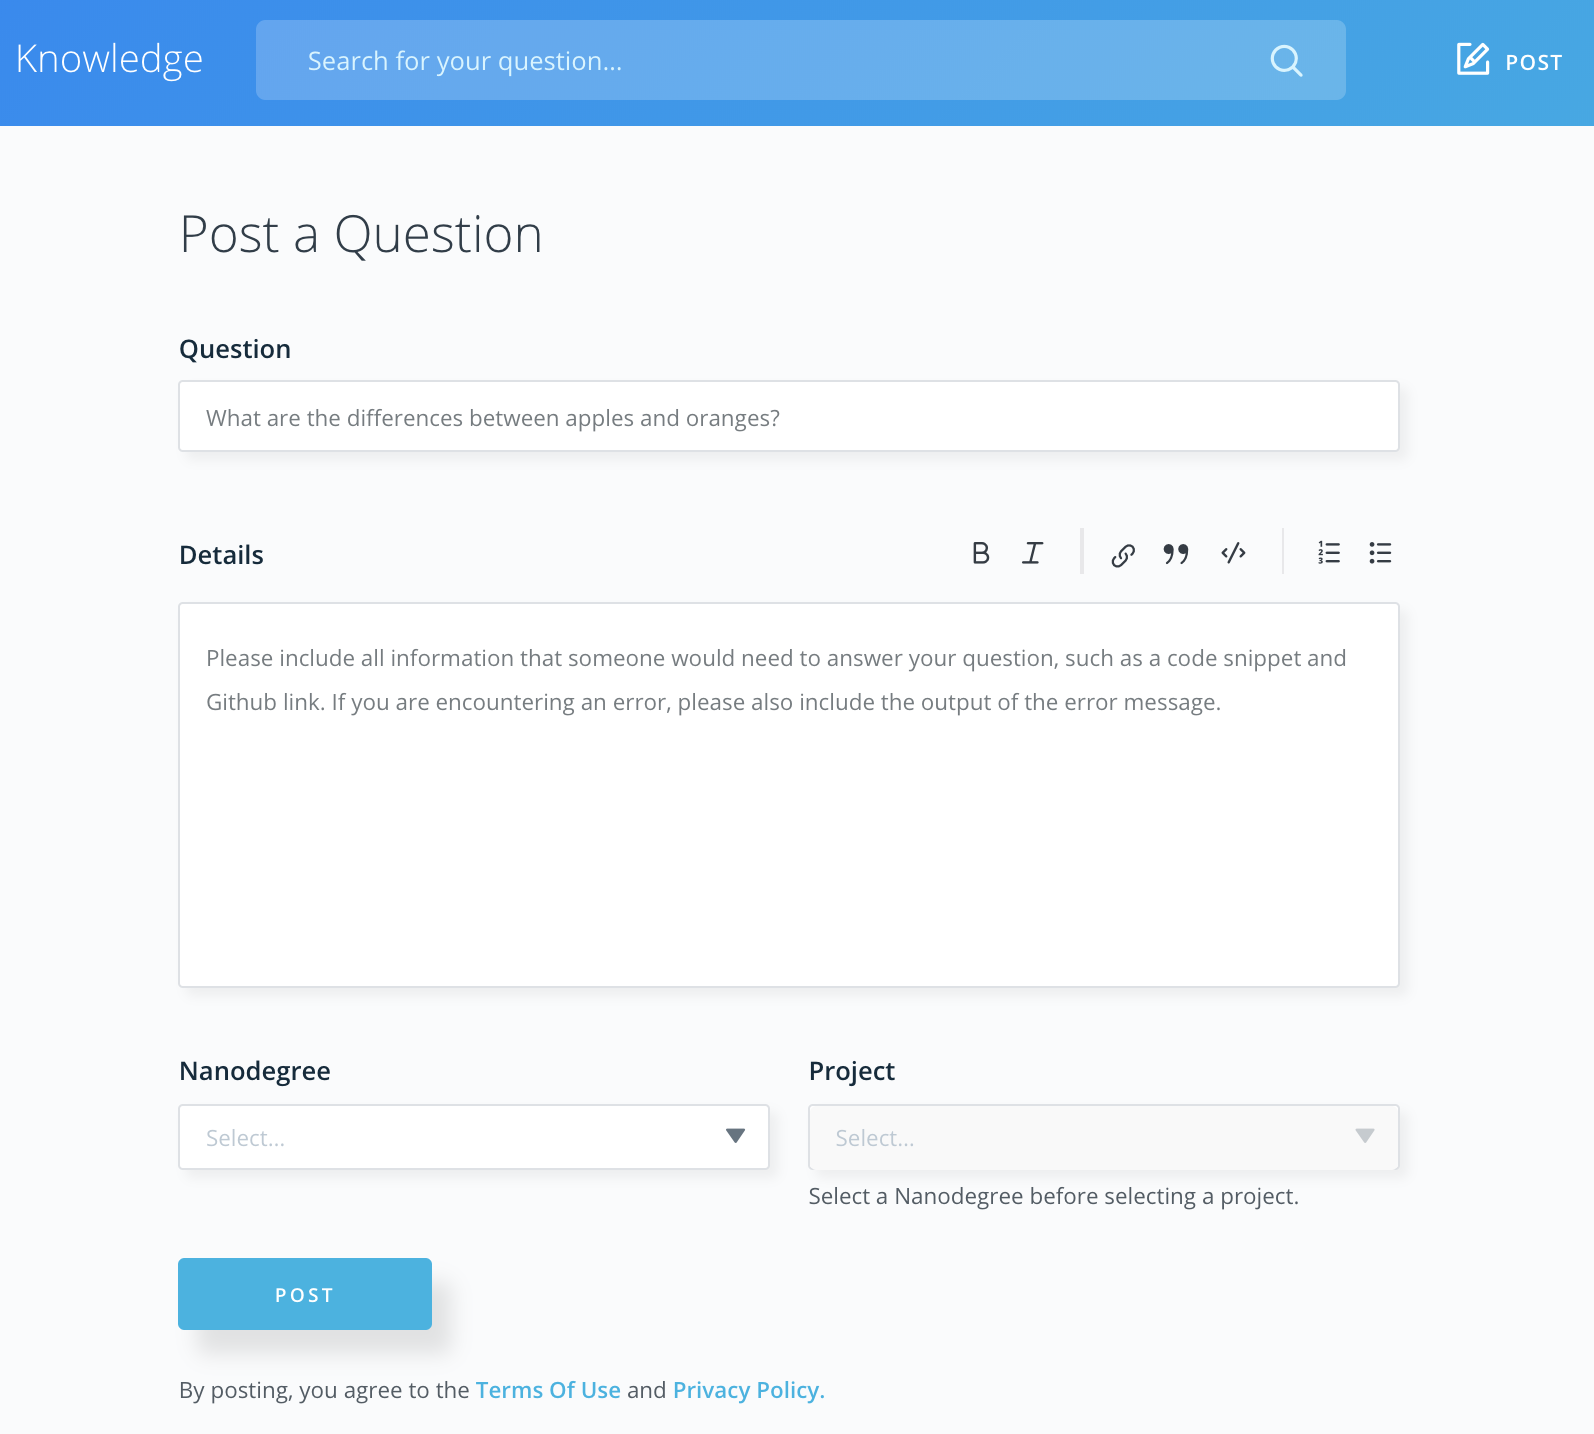 Knowledge
Search for your question...
POST
Post a Question
Question
What are the differences between apples and oranges?
Details
Please include all information that someone would need to answer your question, such as a code snippet and
Github link. If you are encountering an error, please also include the output of the error message.
Nanodegree
Project
Select...
Select...
Select a Nanodegree before selecting a project.
POST
By posting, you agree to the Terms Of Use and Privacy Policy.